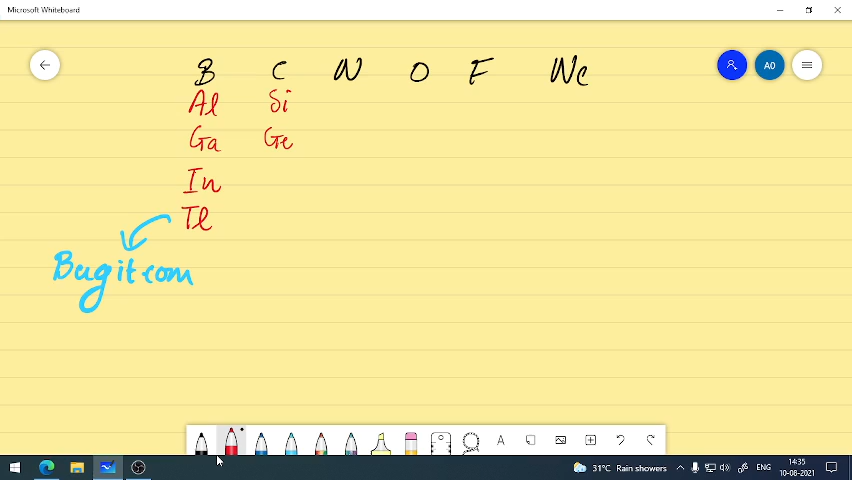 Microsoft Whiteboard
A0
B C N O F Ne
Al Si
Ga Ge
In
Tl
Bugitcom
A
31°C Rain showers
ENG
14:35
10-08-2021